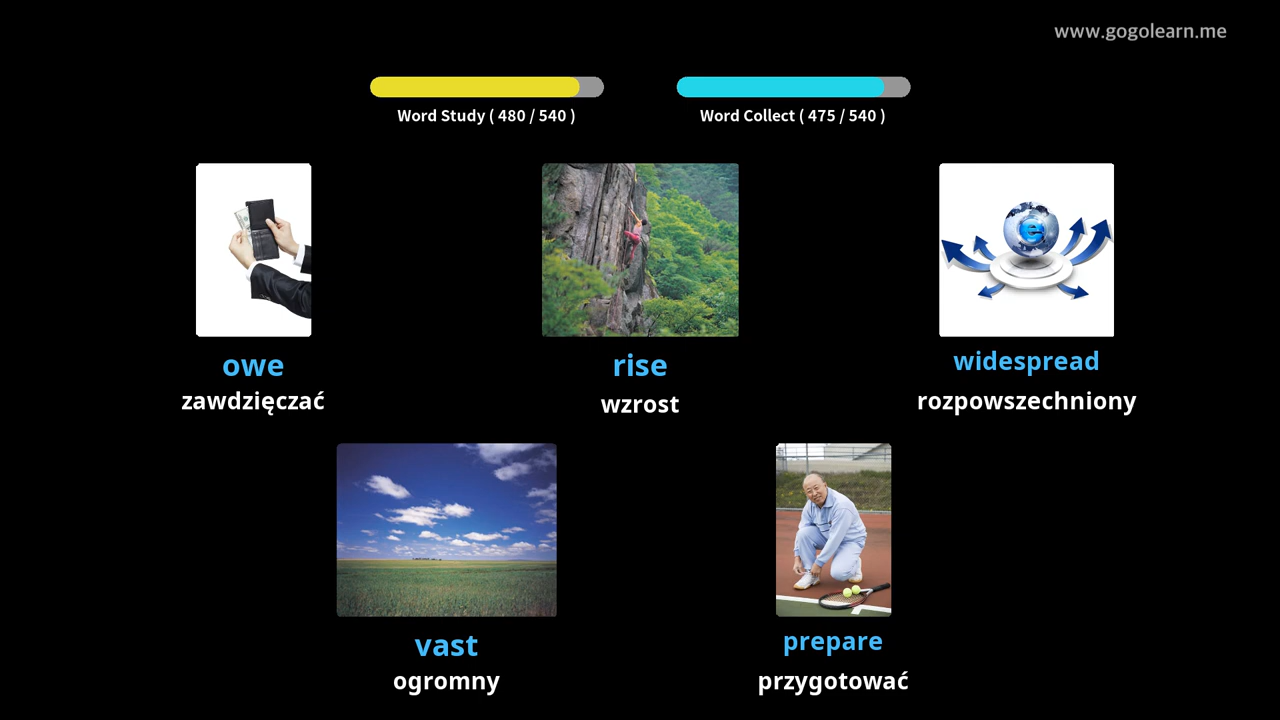 www.gogolearn.me
Word Study ( 480 / 540 )
Word Collect ( 475 / 540 )
e
owe
zawdzięczać
rise
wzrost
widespread
rozpowszechniony
vast
ogromny
prepare
przygotować